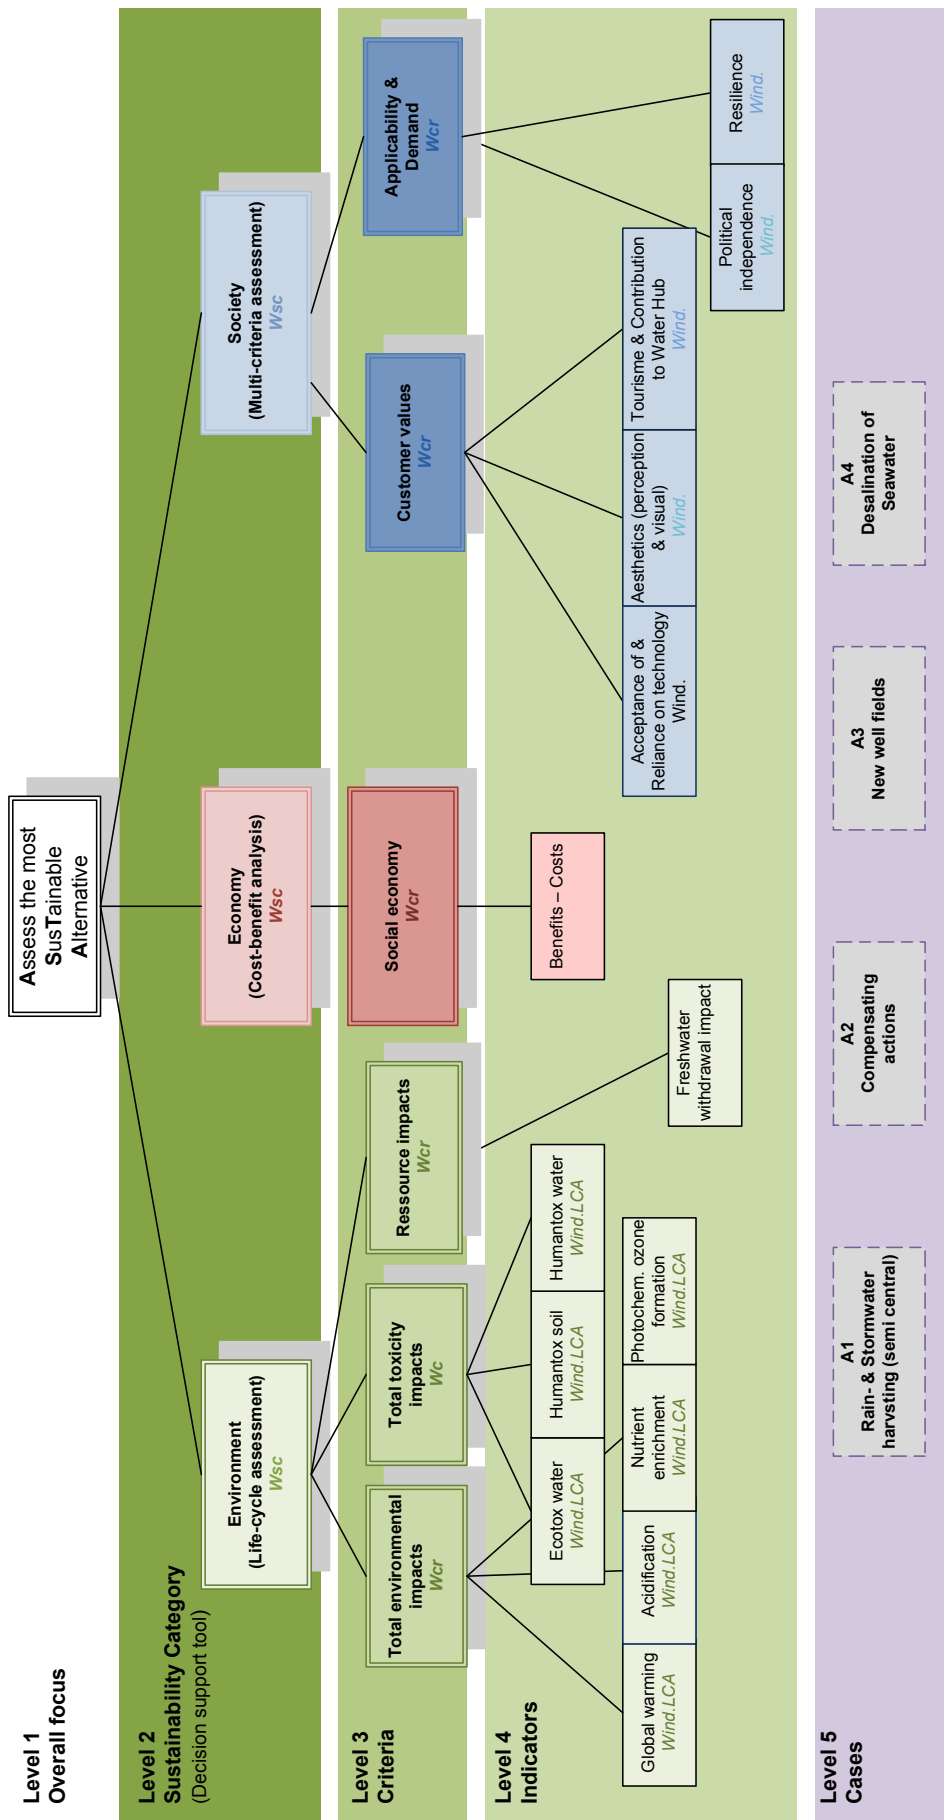 Level 1
Overall focus
Assess the most
SusTainable
Alternative
Level 2
Sustainability Category
(Decision support tool)
Environment
(Life-cycle assessment)
Wsc
Economy
(Cost-benefit analysis)
Wsc
Society
(Multi-criteria assessment)
Wsc
Level 3
Criteria
Total environmental
impacts
Wcr
Total toxicity
impacts
Wc
Ressource impacts
Wcr
Social economy
Wcr
Customer values
Wcr
Applicability &
Demand
Wcr
Level 4
Indicators
Ecotox water
Wind.LCA
Humantox soil
Wind.LCA
Humantox water
Wind.LCA
Benefits – Costs
Global warming
Wind.LCA
Acidification
Wind.LCA
Nutrient
enrichment
Wind.LCA
Photochem. ozone
formation
Wind.LCA
Freshwater
withdrawal impact
Acceptance of &
Reliance on technology
Wind.
Aesthetics (perception
& visual)
Wind.
Tourisme & Contribution
to Water Hub
Wind.
Political
independence
Wind.
Resilience
Wind.
Level 5
Cases
A1
Rain- & Stormwater
harvsting (semi central)
A2
Compensating
actions
A3
New well fields
A4
Desalination of
Seawater